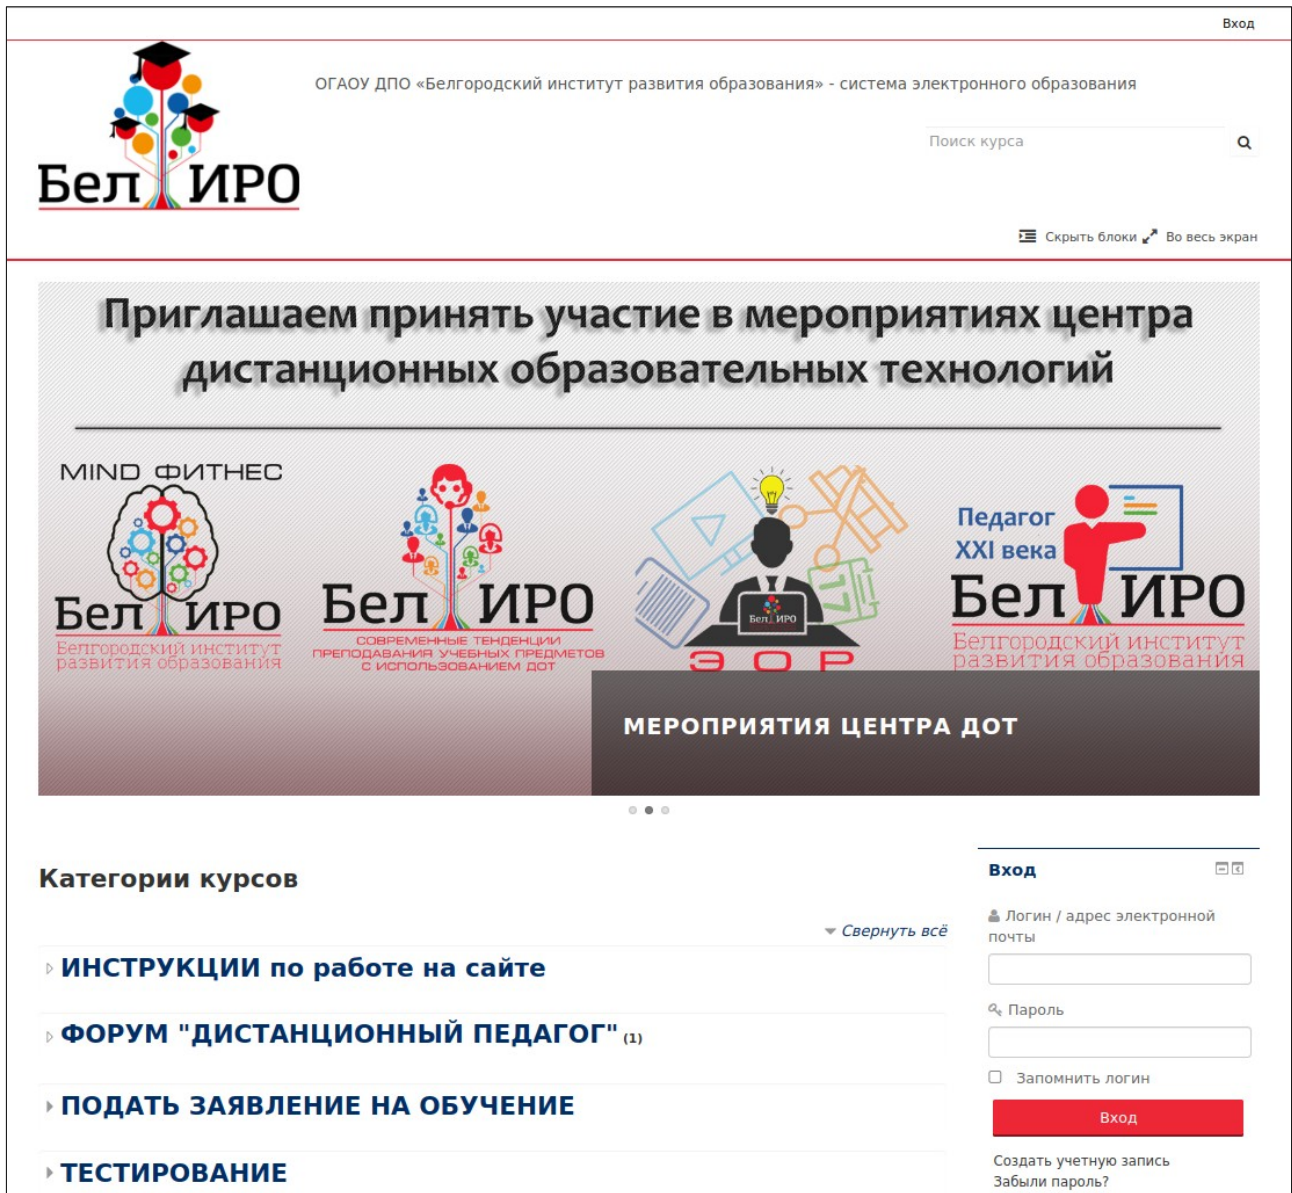 Вход
ОГАОУ ДПО «Белгородский институт развития образования» - система электронного образования
Поиск курса
Бел ИРО
Скрыть блоки Во весь экран
Приглашаем принять участие в мероприятиях центра
дистанционных образовательных технологий
MIND ФИТНЕС
Бел ИРО
Белгородский институт
развития образования
Бел ИРО
СОВРЕМЕННЫЕ ТЕНДЕНЦИИ
ПРЕПОДАВАНИЯ УЧЕБНЫХ ПРЕДМЕТОВ
С ИСПОЛЬЗОВАНИЕМ ДОТ
Бел ИРО
ЭОР
Педагог
XXI века
Бел ИРО
Белгородский институт
развития образования
МЕРОПРИЯТИЯ ЦЕНТРА ДОТ
Категории курсов
Свернуть всё
ИНСТРУКЦИИ по работе на сайте
ФОРУМ "ДИСТАНЦИОННЫЙ ПЕДАГОГ" (1)
ПОДАТЬ ЗАЯВЛЕНИЕ НА ОБУЧЕНИЕ
ТЕСТИРОВАНИЕ
Вход
Логин / адрес электронной
почты
Пароль
Запомнить логин
Вход
Создать учетную запись
Забыли пароль?